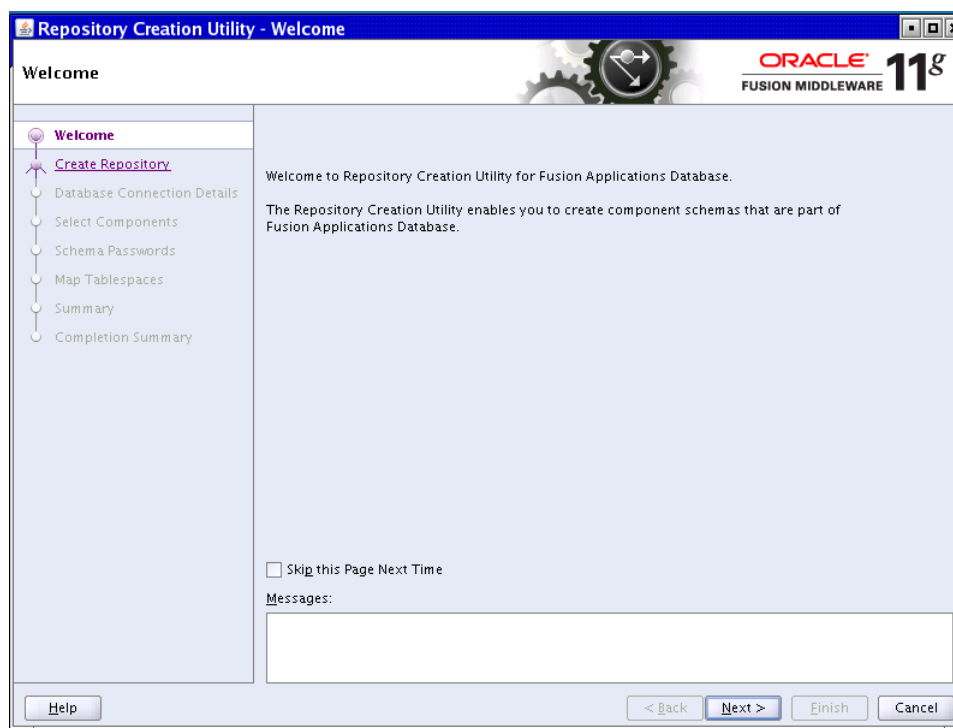 Repository Creation Utility - Welcome
Welcome
ORACLE
FUSION MIDDLEWARE
11g
Welcome
Create Repository
Database Connection Details
Select Components
Schema Passwords
Map Tablespaces
Summary
Completion Summary
Welcome to Repository Creation Utility for Fusion Applications Database.
The Repository Creation Utility enables you to create component schemas that are part of
Fusion Applications Database.
Skip this Page Next Time
Messages:
Help
< Back
Next >
Finish
Cancel